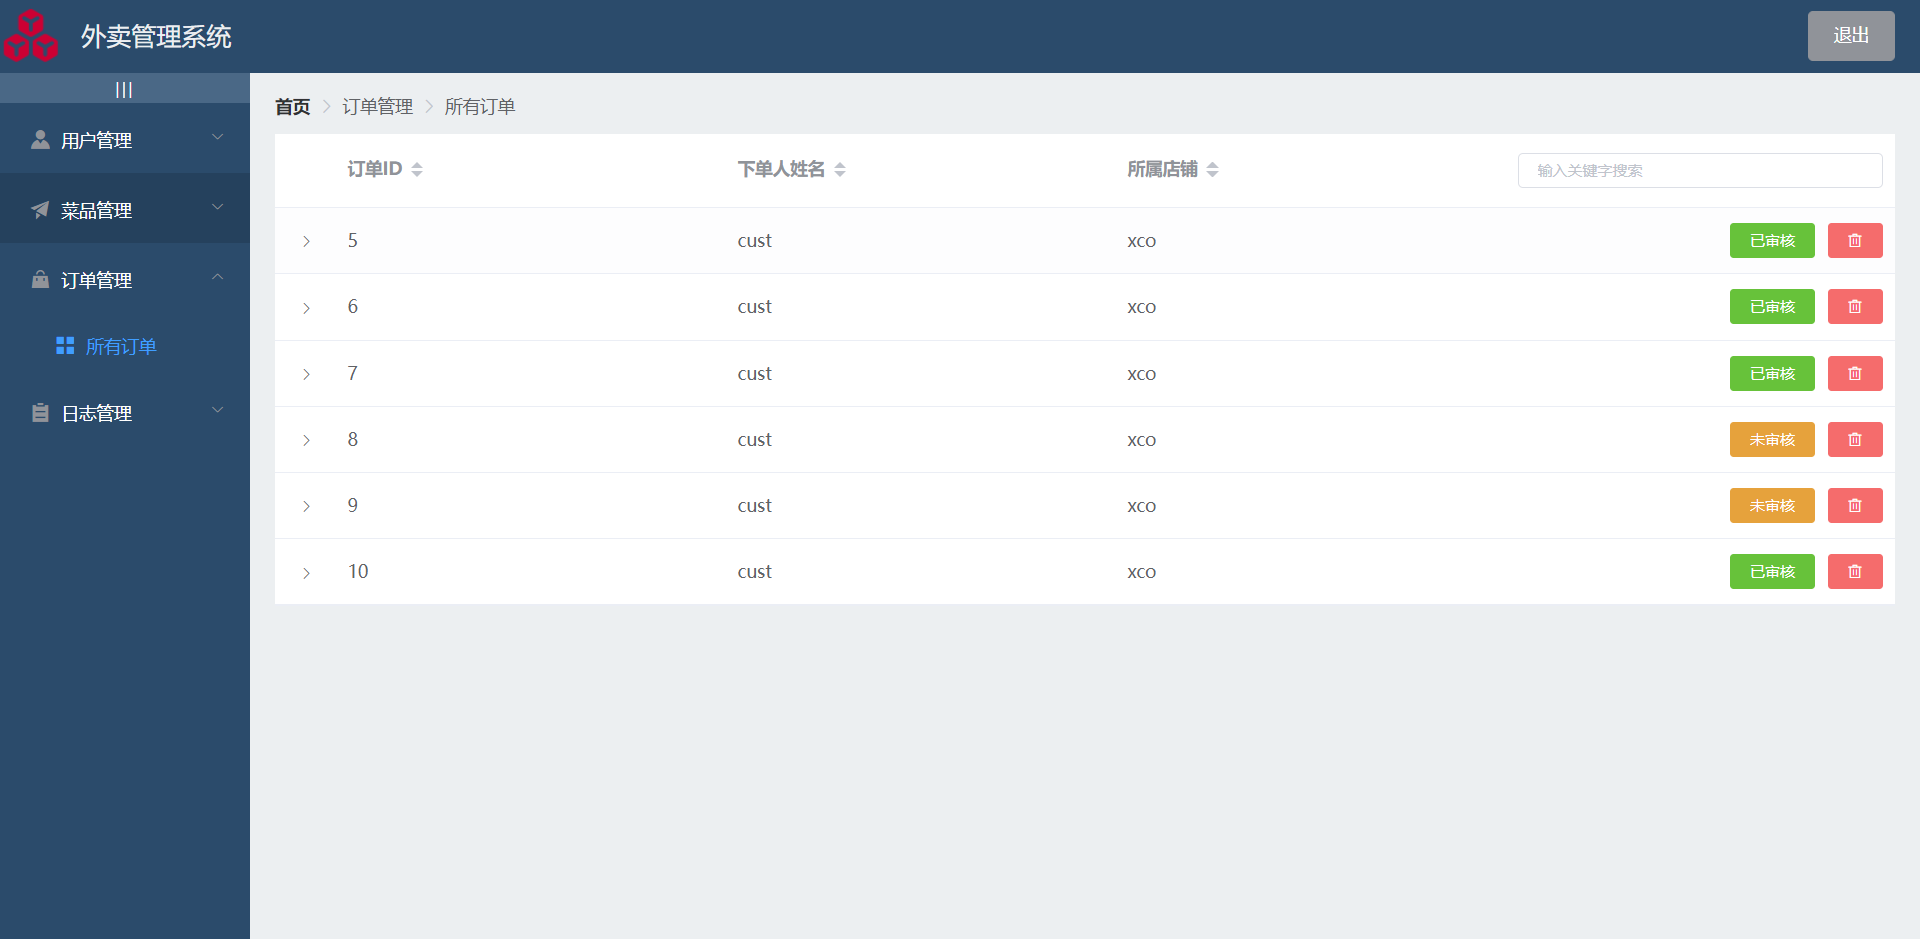 外卖管理系统
退出
|||
用户管理
菜品管理
订单管理
所有订单
日志管理
首页 > 订单管理 > 所有订单
订单ID 下单人姓名 所属店铺 输入关键字搜索
5 cust xco 已审核
6 cust xco 已审核
7 cust xco 已审核
8 cust xco 未审核
9 cust xco 未审核
10 cust xco 已审核